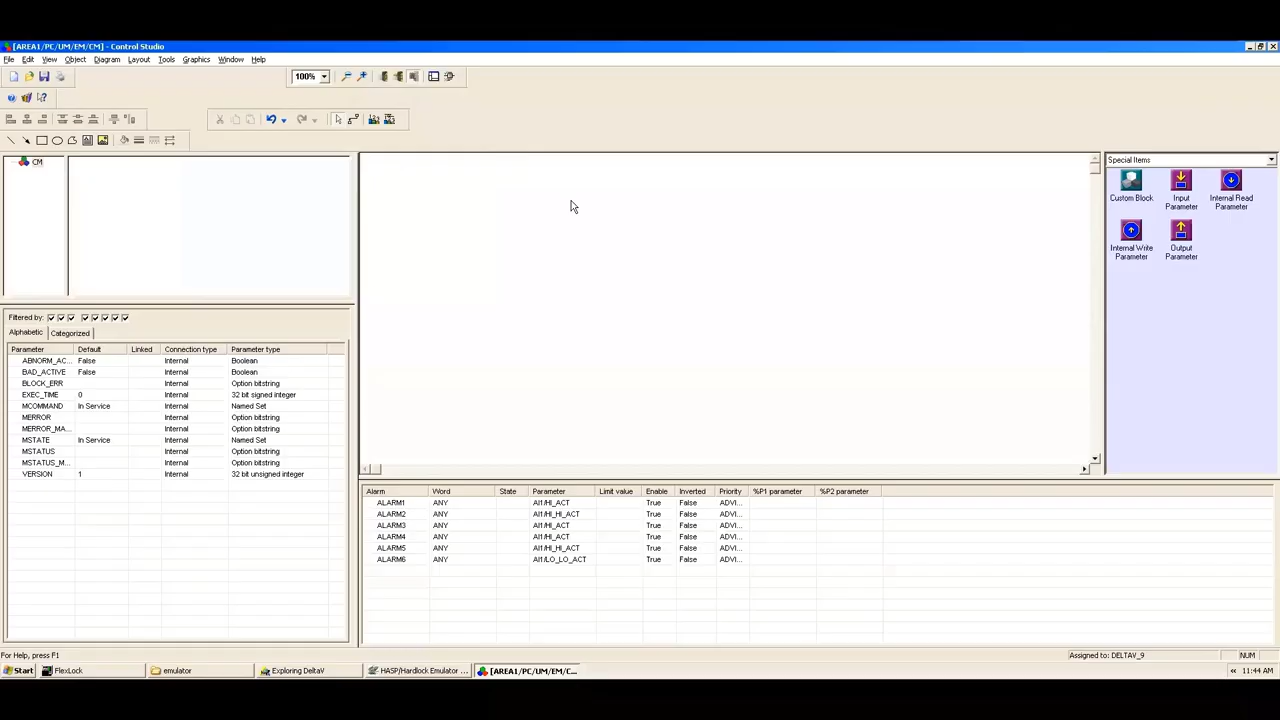 [AREA1/PC/UM/EM/CM] - Control Studio
File Edit View Object Diagram Layout Tools Graphics Window Help
100%
CM
Special Items
Custom Block
Input Parameter
Internal Read Parameter
Internal Write Parameter
Output Parameter
Filtered by:
Alphabetic Categorized
Parameter Default Linked Connection type Parameter type
ABNORM_AC... False Internal Boolean
BAD_ACTIVE False Internal Boolean
BLOCK_ERR Internal Option bitstring
EXEC_TIME 0 Internal 32 bit signed integer
MCOMMAND In Service Internal Named Set
MERROR Internal Option bitstring
MERROR_MA... Internal Option bitstring
MSTATE In Service Internal Named Set
MSTATUS Internal Option bitstring
MSTATUS_M... Internal Option bitstring
VERSION 1 Internal 32 bit unsigned integer
Alarm Word State Parameter Limit value Enable Inverted Priority %P1 parameter %P2 parameter
ALARM1 ANY AI1/HI_ACT True False ADVI...
ALARM2 ANY AI1/HI_HI_ACT True False ADVI...
ALARM3 ANY AI1/HI_ACT True False ADVI...
ALARM4 ANY AI1/HI_ACT True False ADVI...
ALARM5 ANY AI1/HI_HI_ACT True False ADVI...
ALARM6 ANY AI1/LO_LO_ACT True False ADVI...
For Help, press F1
Assigned to: DELTAV_9 NUM
Start FlexLock emulator Exploring DeltaV HASP/Hardlock Emulator ... [AREA1/PC/UM/EM/C... « 11:44 AM